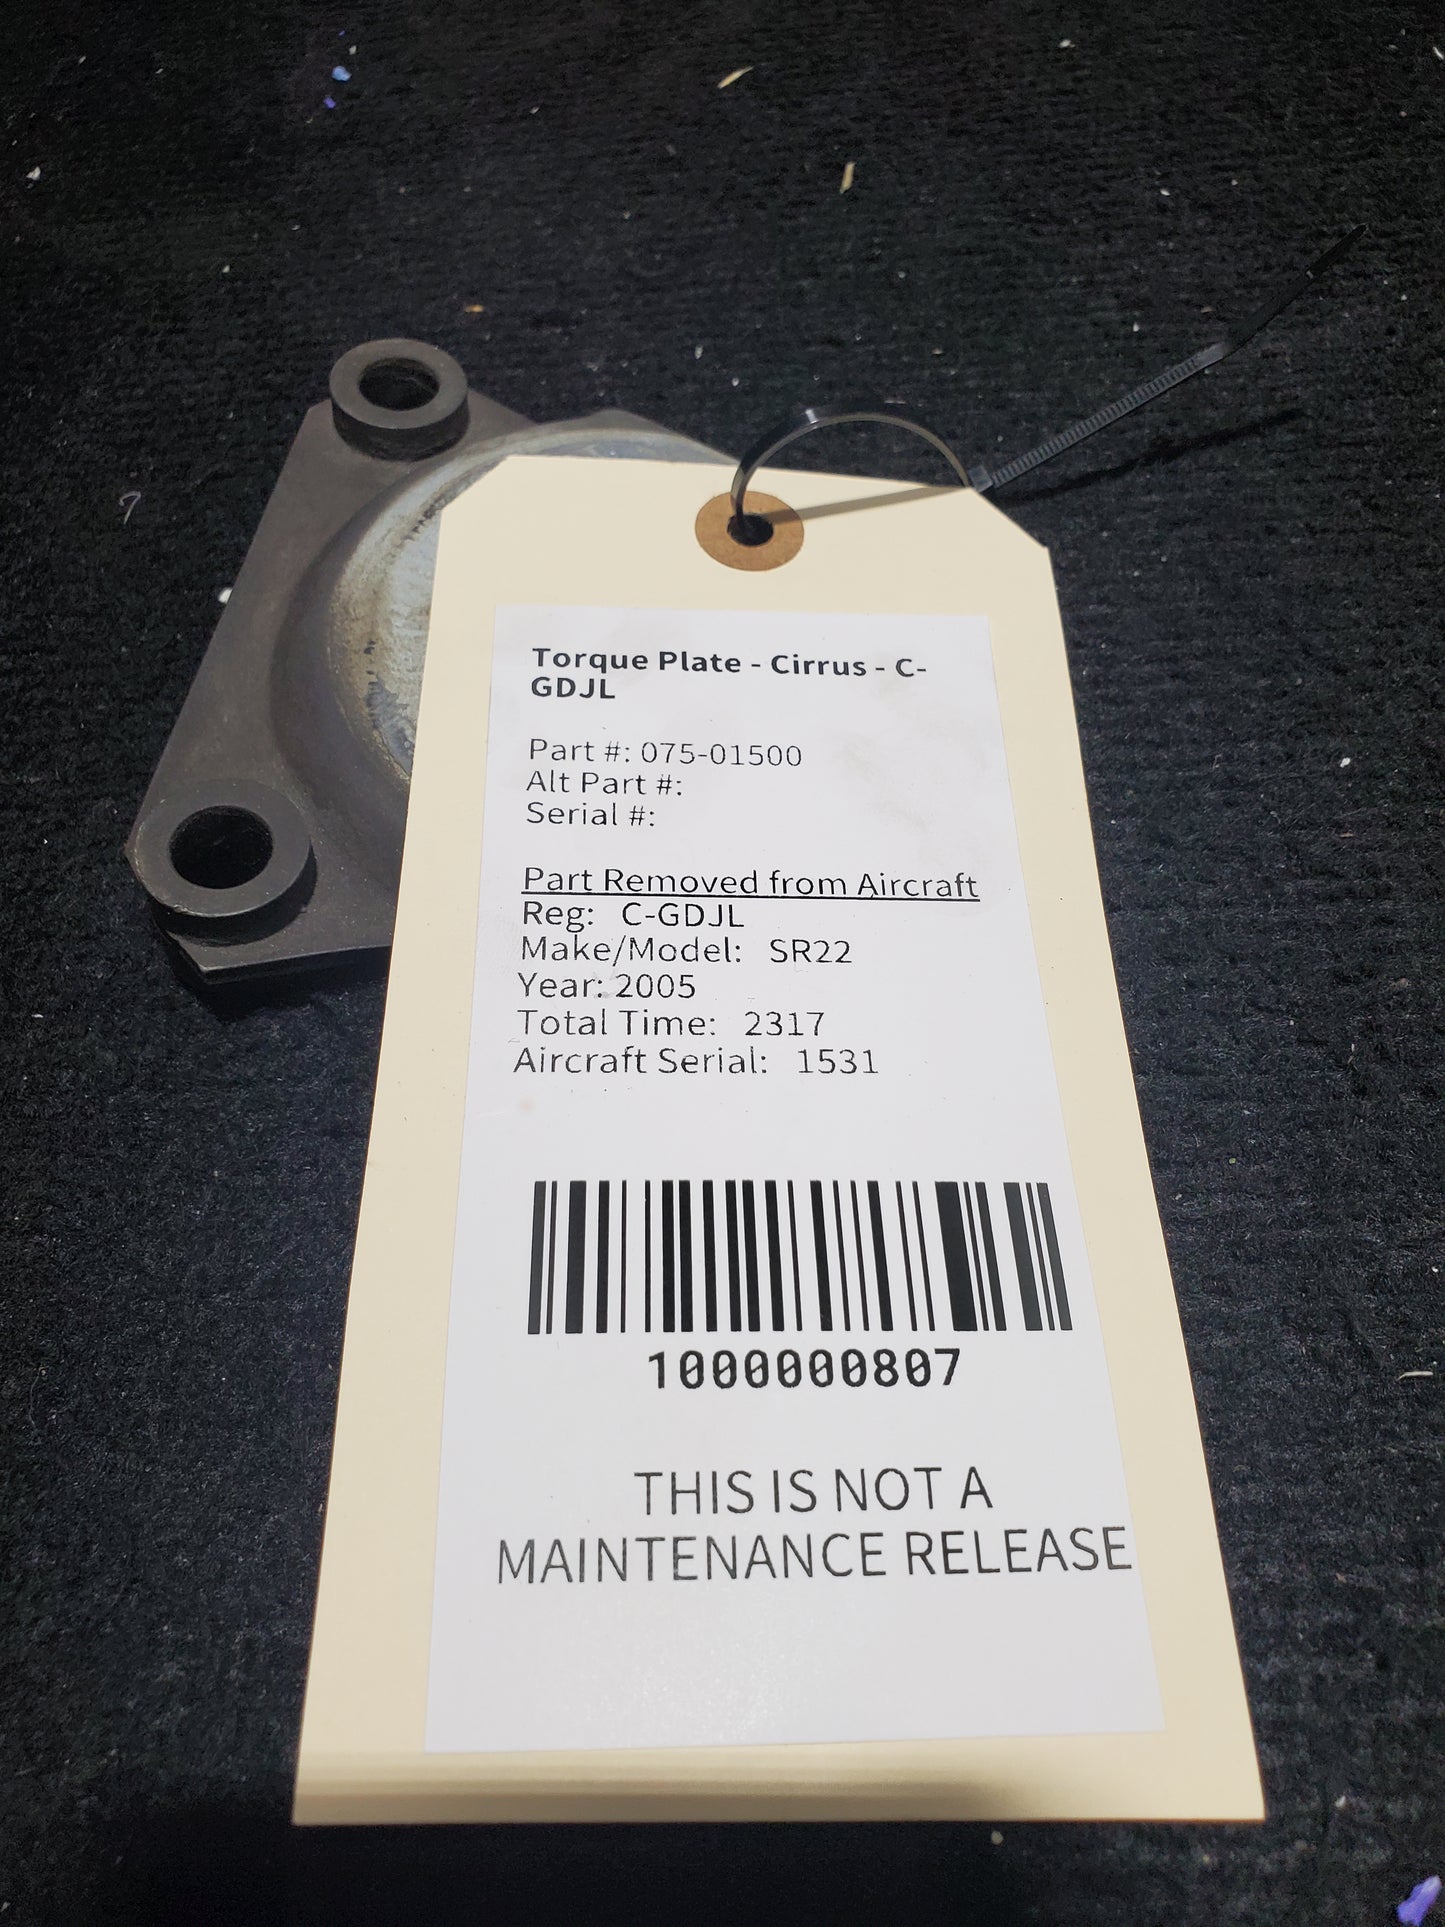 Torque Plate - Cirrus - C-
GDJL
Part #: 075-01500
Alt Part #:
Serial #:
Part Removed from Aircraft
Reg: C-GDJL
Make/Model: SR22
Year: 2005
Total Time: 2317
Aircraft Serial: 1531
1000000807
THIS IS NOT A
MAINTENANCE RELEASE